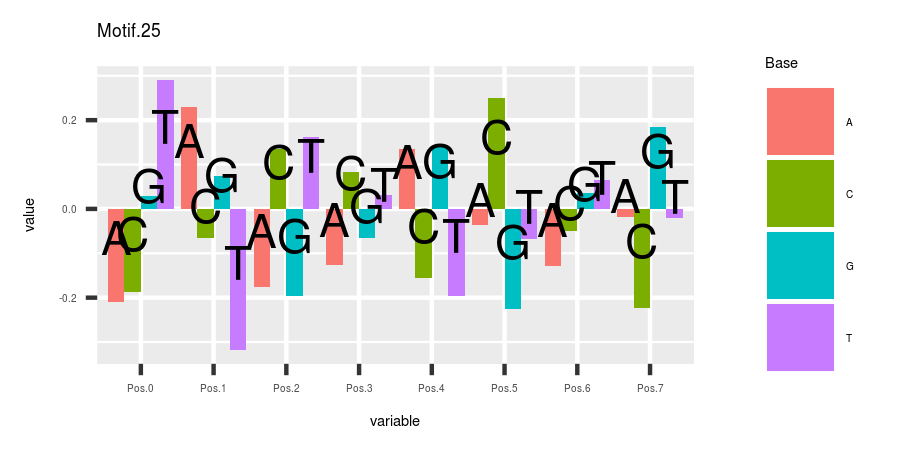 Motif.25
Base
A
C
G
T
value
0.2
0.0
-0.2
A C G T A C G T A C G T A C G T A C G T A C G T A C G T A C G T
Pos.0 Pos.1 Pos.2 Pos.3 Pos.4 Pos.5 Pos.6 Pos.7
variable